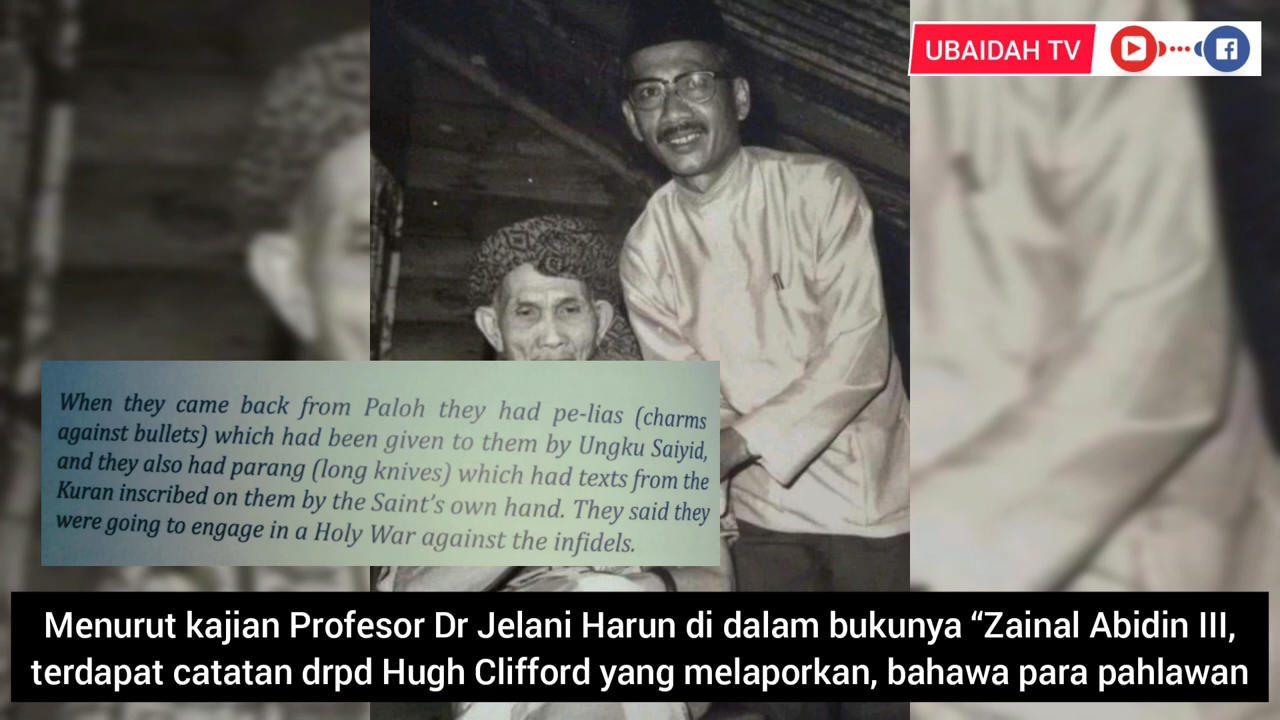 UBAIDAH TV
When they came back from Paloh they had pe-lias (charms
against bullets) which had been given to them by Ungku Saiyid,
and they also had parang (long knives) which had texts from the
Kuran inscribed on them by the Saint's own hand. They said they
were going to engage in a Holy War against the infidels.
Menurut kajian Profesor Dr Jelani Harun di dalam bukunya “Zainal Abidin III,
terdapat catatan drpd Hugh Clifford yang melaporkan, bahawa para pahlawan